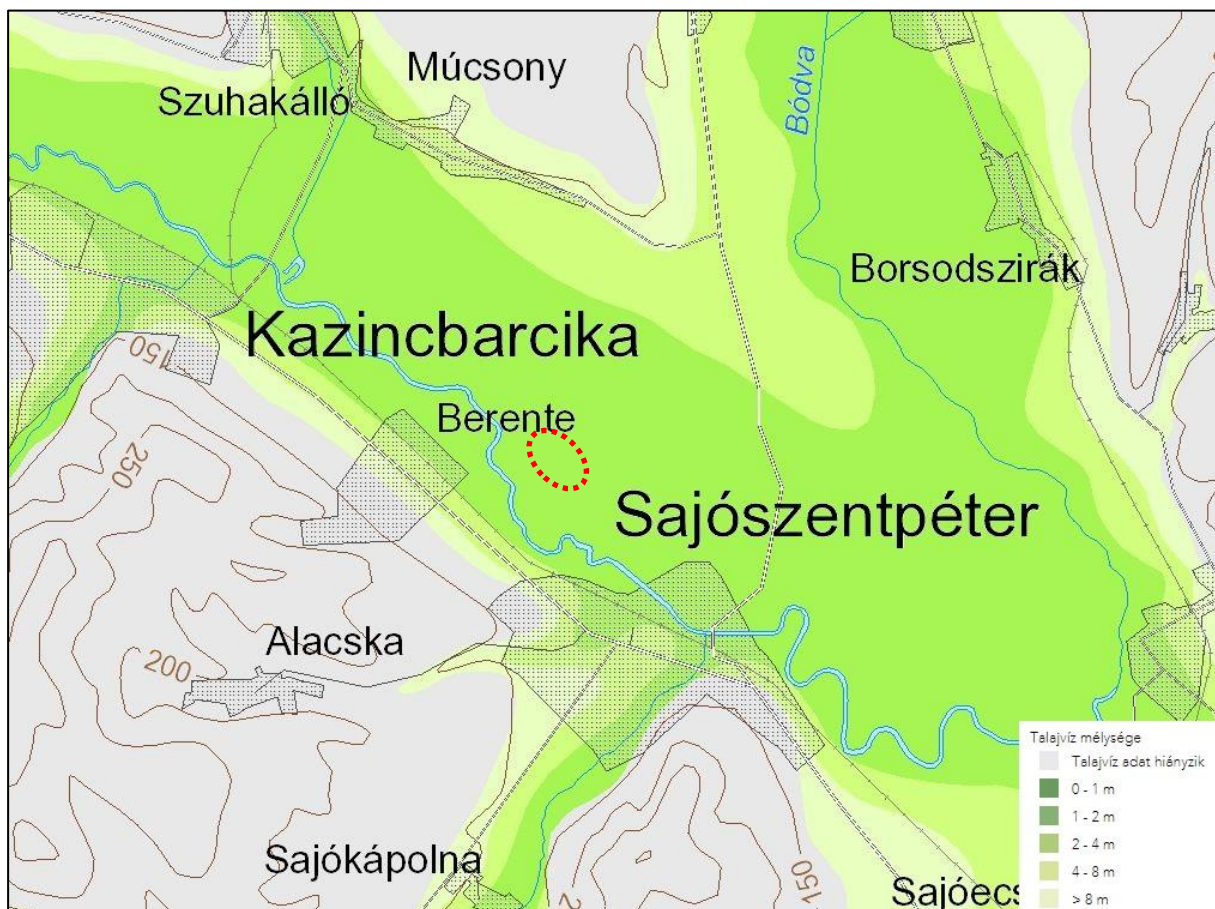 Múcsony
Szuhakálló
Bódva
Borsodszirák
Kazincbarcika
150
Berente
250
Sajószentpéter
Alacska
200
Talajvíz mélysége
Talajvíz adat hiányzik
0 - 1 m
1 - 2 m
2 - 4 m
4 - 8 m
> 8 m
Sajókápolna
150
Sajóecs